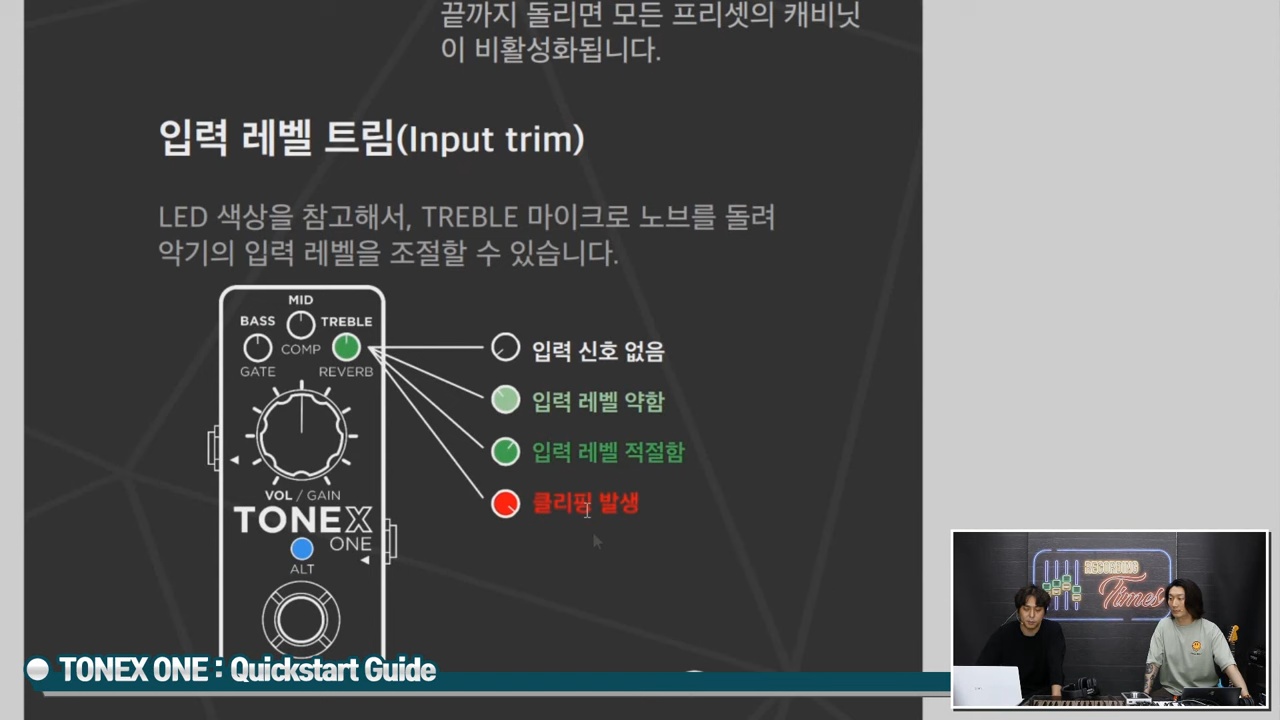 끝까지 돌리면 모든 프리셋의 캐비닛
이 비활성화됩니다.
입력 레벨 트림(Input trim)
LED 색상을 참고해서, TREBLE 마이크로 노브를 돌려
악기의 입력 레벨을 조절할 수 있습니다.
MID
BASS
TREBLE
COMP
GATE
REVERB
입력 신호 없음
입력 레벨 약함
입력 레벨 적절함
클리핑 발생
VOL / GAIN
TONEX
ONE
ALT
TONEX ONE : Quickstart Guide
RECORDING
Times